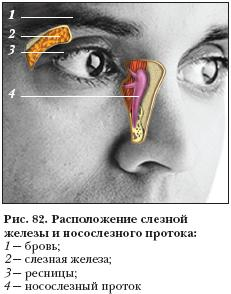 1
2
3
4
Рис. 82. Расположение слезной
железы и носослезного протока:
1 – бровь;
2 – слезная железа;
3 – ресницы;
4 – носослезный проток